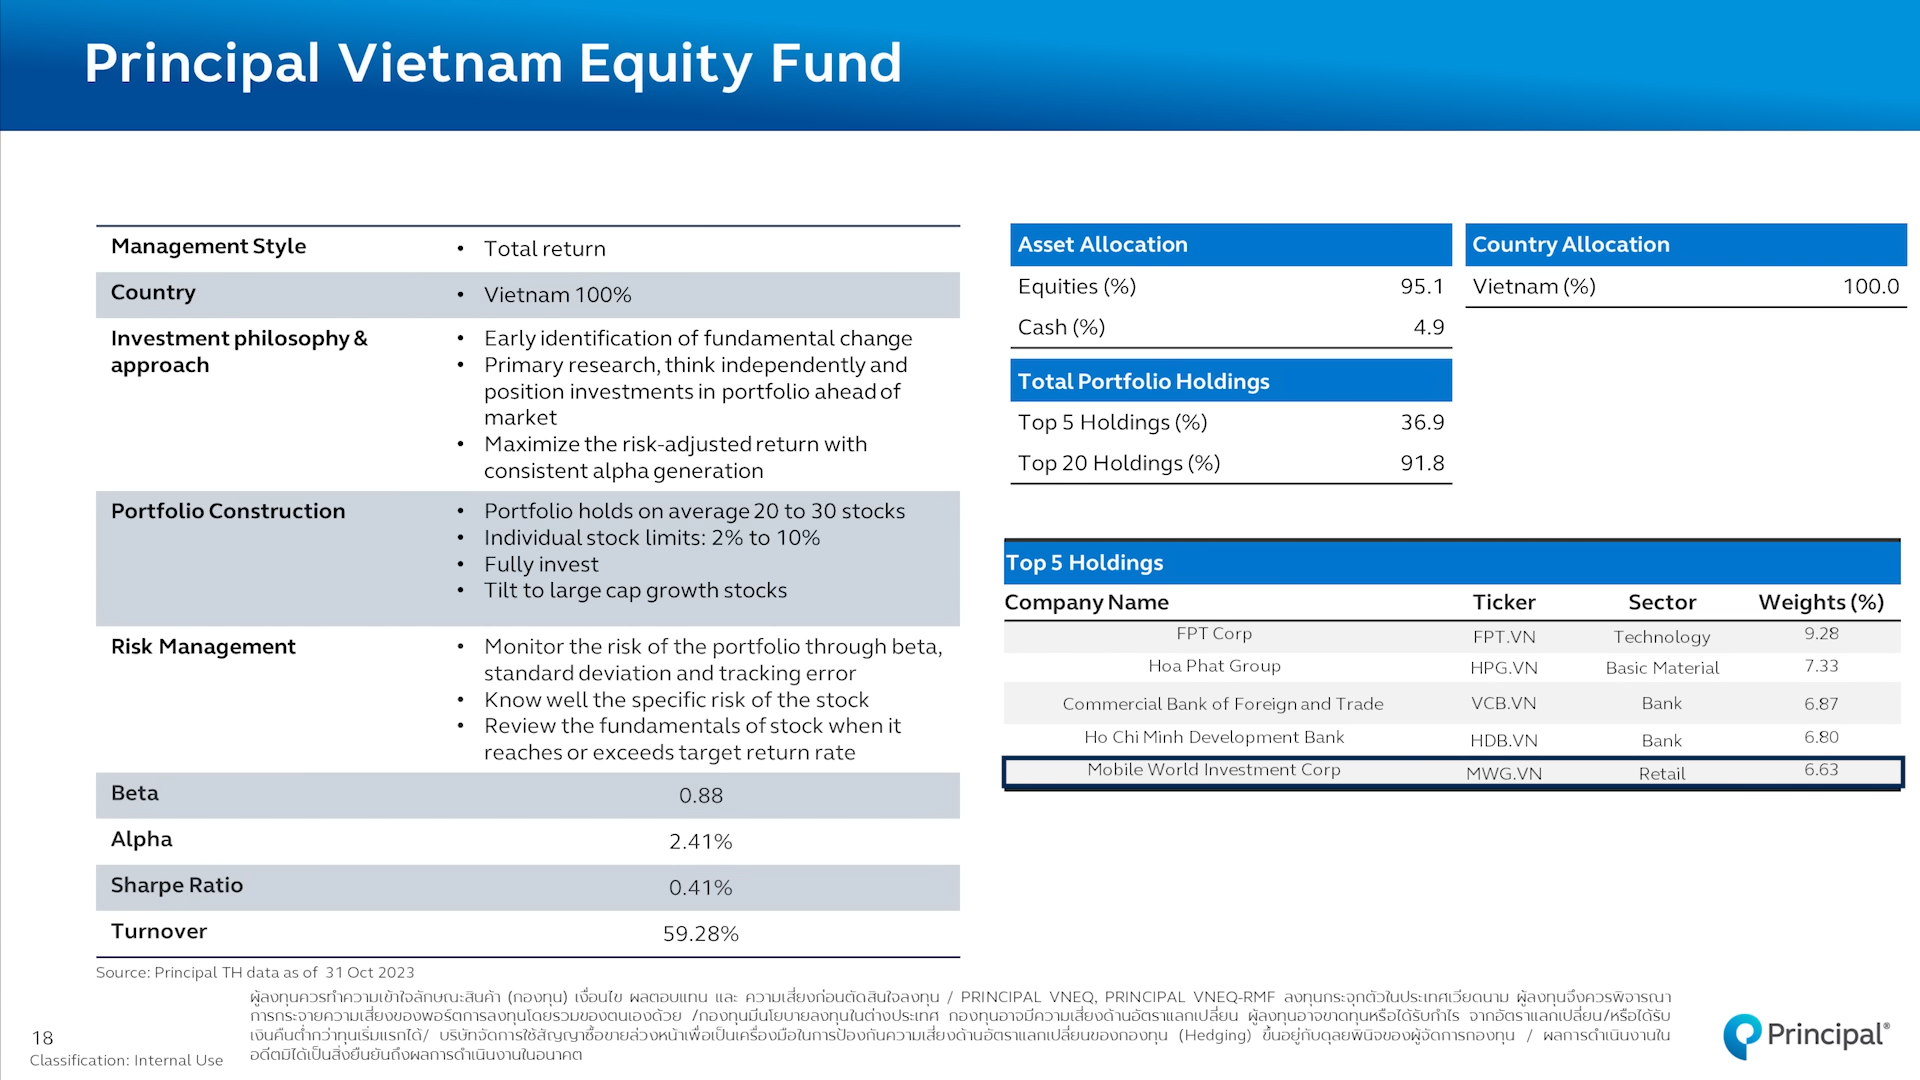 Principal Vietnam Equity Fund
Management Style
• Total return
Country
• Vietnam 100%
Investment philosophy &
approach
• Early identification of fundamental change
• Primary research, think independently and
position investments in portfolio ahead of
market
• Maximize the risk-adjusted return with
consistent alpha generation
Portfolio Construction
• Portfolio holds on average 20 to 30 stocks
• Individual stock limits: 2% to 10%
• Fully invest
• Tilt to large cap growth stocks
Risk Management
• Monitor the risk of the portfolio through beta,
standard deviation and tracking error
• Know well the specific risk of the stock
• Review the fundamentals of stock when it
reaches or exceeds target return rate
Beta 0.88
Alpha 2.41%
Sharpe Ratio 0.41%
Turnover 59.28%
Source: Principal TH data as of 31 Oct 2023
Asset Allocation
Equities (%) 95.1
Cash (%) 4.9
Country Allocation
Vietnam (%) 100.0
Total Portfolio Holdings
Top 5 Holdings (%) 36.9
Top 20 Holdings (%) 91.8
Top 5 Holdings
Company Name Ticker Sector Weights (%)
FPT Corp FPT.VN Technology 9.28
Hoa Phat Group HPG.VN Basic Material 7.33
Commercial Bank of Foreign and Trade VCB.VN Bank 6.87
Ho Chi Minh Development Bank HDB.VN Bank 6.80
Mobile World Investment Corp MWG.VN Retail 6.63
ผู้ลงทุนควรทำความเข้าใจลักษณะสินค้า (กองทุน) เงื่อนไข ผลตอบแทน และ ความเสี่ยงก่อนตัดสินใจลงทุน / PRINCIPAL VNEQ, PRINCIPAL VNEQ-RMF ลงทุนกระจุกตัวในประเทศเวียดนาม ผู้ลงทุนจึงควรพิจารณา
การกระจายความเสี่ยงของพอร์ตการลงทุนโดยรวมของตนเองด้วย /กองทุนมีนโยบายลงทุนในต่างประเทศ กองทุนอาจมีความเสี่ยงด้านอัตราแลกเปลี่ยน ผู้ลงทุนอาจขาดทุนหรือได้รับกำไร จากอัตราแลกเปลี่ยน/หรือได้รับ
เงินคืนต่ำกว่าทุนเริ่มแรกได้/ บริษัทจัดการใช้สัญญาซื้อขายล่วงหน้าเพื่อเป็นเครื่องมือในการป้องกันความเสี่ยงด้านอัตราแลกเปลี่ยนของกองทุน (Hedging) ขึ้นอยู่กับดุลยพินิจของผู้จัดการกองทุน / ผลการดำเนินงานใน
อดีตมิได้เป็นสิ่งยืนยันถึงผลการดำเนินงานในอนาคต
18
Classification: Internal Use
Principal®